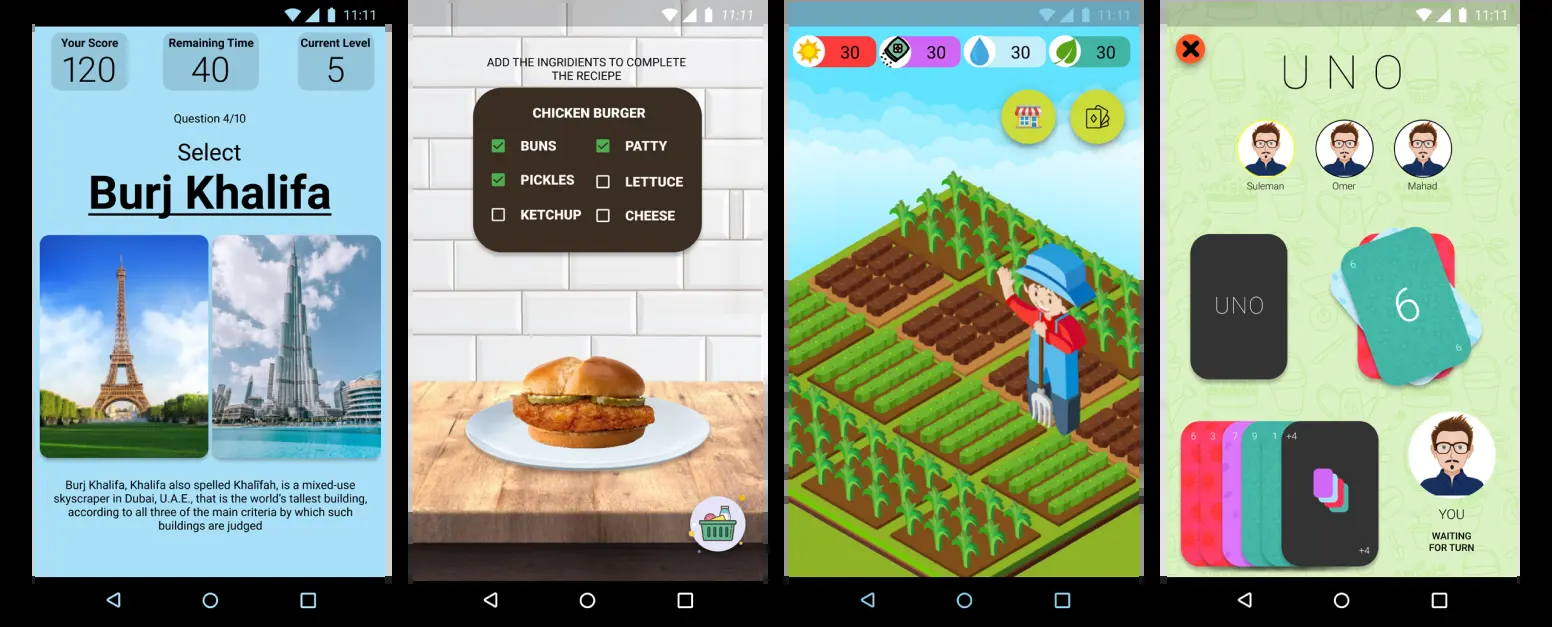 11:11
Your Score
120
Remaining Time
40
Current Level
5
Question 4/10
Select
Burj Khalifa
Burj Khalifa, Khalifa also spelled Khalīfah, is a mixed-use
skyscraper in Dubai, U.A.E., that is the world's tallest building,
according to all three of the main criteria by which such
buildings are judged
11:11
ADD THE INGRIDIENTS TO COMPLETE
THE RECIEPE
CHICKEN BURGER
BUNS
PATTY
PICKLES
LETTUCE
KETCHUP
CHEESE
11:11
30
30
30
30
11:11
UNO
Suleman
Omer
Mahad
UNO
6
6
6
6
3
7
9
1
+4
+4
YOU
WAITING
FOR TURN